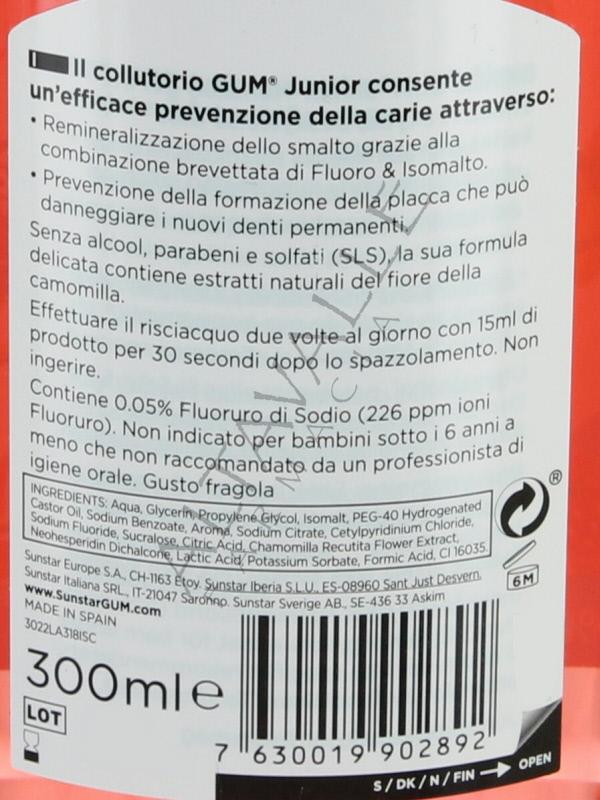 Il collutorio GUM® Junior consente
un'efficace prevenzione della carie attraverso:
• Remineralizzazione dello smalto grazie alla
combinazione brevettata di Fluoro & Isomalto.
• Prevenzione della formazione della placca che può
danneggiare i nuovi denti permanenti.
Senza alcool, parabeni e solfati (SLS), la sua formula
delicata contiene estratti naturali del fiore della
camomilla.
Effettuare il risciacquo due volte al giorno con 15ml di
prodotto per 30 secondi dopo lo spazzolamento. Non
ingerire.
Contiene 0.05% Fluoruro di Sodio (226 ppm ioni
Fluoruro). Non indicato per bambini sotto i 6 anni a
meno che non raccomandato da un professionista di
igiene orale. Gusto fragola
INGREDIENTS: Aqua, Glycerin, Propylene Glycol, Isomalt, PEG-40 Hydrogenated
Castor Oil, Sodium Benzoate, Aroma, Sodium Citrate, Cetylpyridinium Chloride,
Sodium Fluoride, Sucralose, Citric Acid, Chamomilla Recutita Flower Extract,
Neohesperidin Dihalcone, Lactic Acid, Potassium Sorbate, Formic Acid, CI 16035.
®
6M
Sunstar Europe S.A., CH-1163 Etoy. Sunstar Iberia S.L.U., ES-08960 Sant Just Desvern.
Sunstar Italiana SRL, IT-21047 Saronno. Sunstar Sverige AB., SE-436 33 Askim
www.SunstarGUM.com
MADE IN SPAIN
3022LA318ISC
300ml e
LOT
7 630019 902892
S / DK / N / FIN → OPEN
ALTAVALLE
FARMACIA